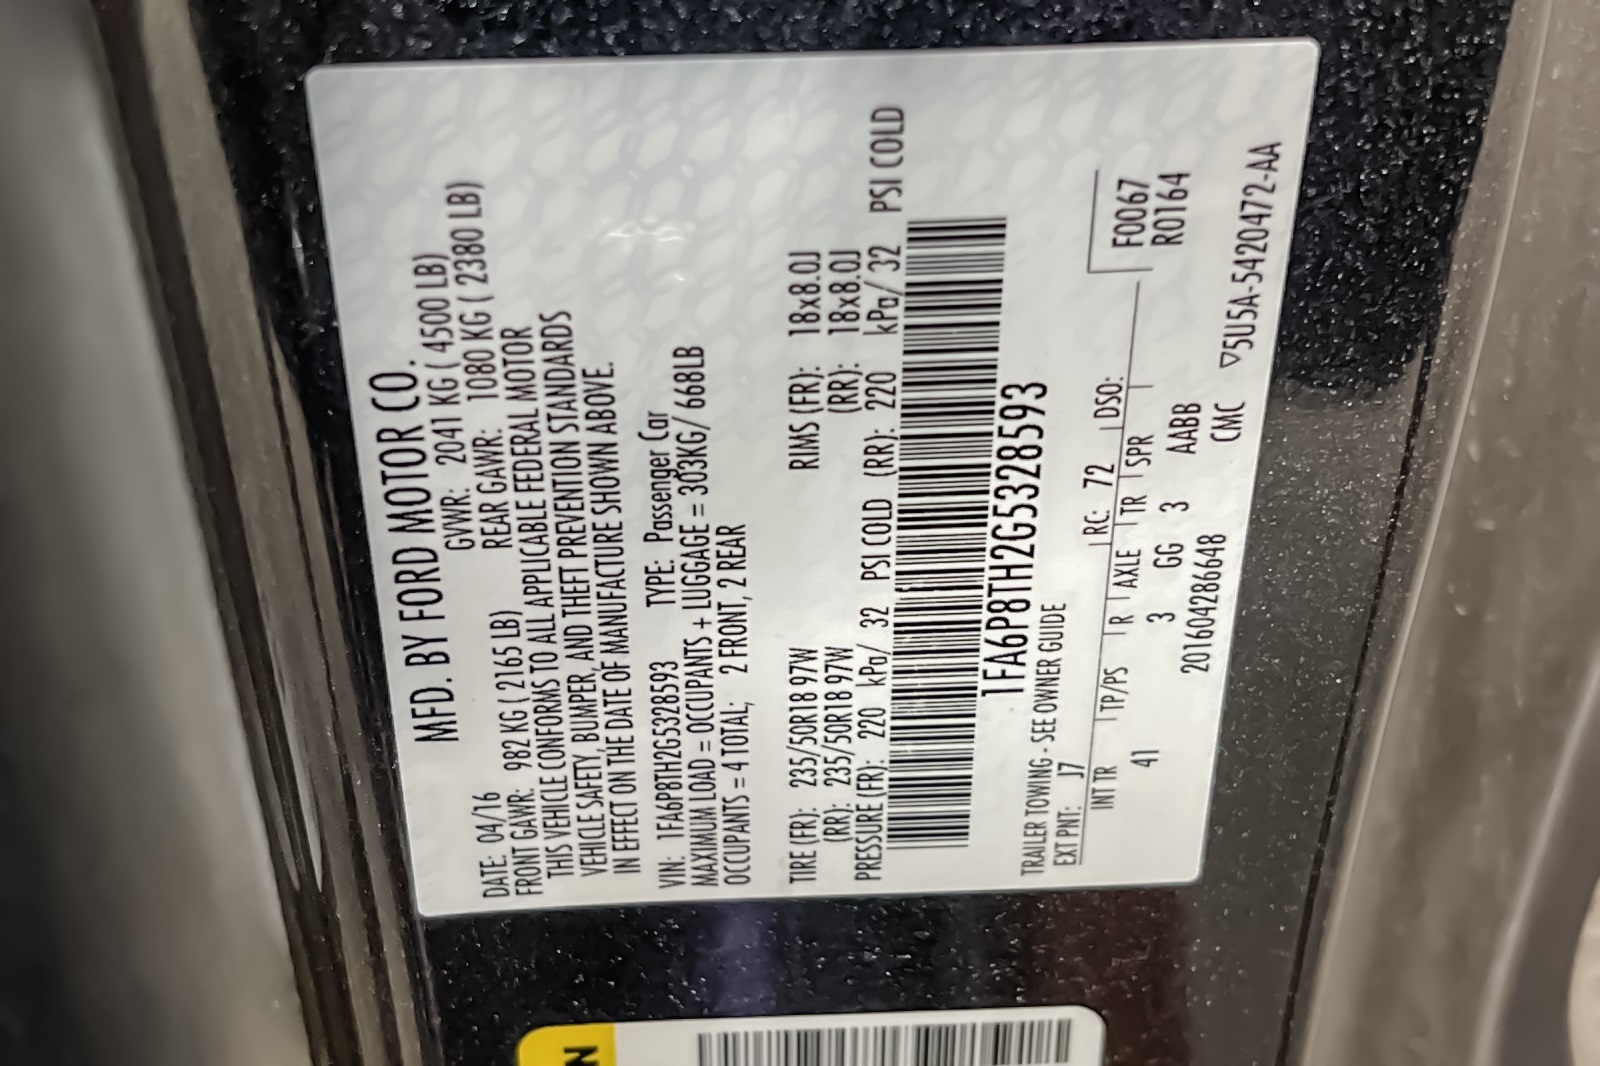 MFD. BY FORD MOTOR CO.
DATE: 04/16 GVWR: 2041 KG ( 4500 LB)
FRONT GAWR: 982 KG ( 2165 LB) REAR GAWR: 1080 KG ( 2380 LB)
THIS VEHICLE CONFORMS TO ALL APPLICABLE FEDERAL MOTOR
VEHICLE SAFETY, BUMPER, AND THEFT PREVENTION STANDARDS
IN EFFECT ON THE DATE OF MANUFACTURE SHOWN ABOVE.
VIN: 1FA6P8TH2G5328593 TYPE: Passenger Car
MAXIMUM LOAD = OCCUPANTS + LUGGAGE = 303KG/ 668LB
OCCUPANTS = 4 TOTAL; 2 FRONT, 2 REAR
TIRE (FR): 235/50R18 97W RIMS (FR): 18x8.0J
(RR): 235/50R18 97W (RR): 18x8.0J
PRESSURE (FR): 220 kPa/ 32 PSI COLD (RR): 220 kPa/ 32 PSI COLD
1FA6P8TH2G5328593
TRAILER TOWING - SEE OWNER GUIDE
EXT PNT: J7 RC: 72 DSO: F0067
INT TR TP/PS R AXLE TR SPR R0164
41 3 GG 3 AABB
201604286648 CMC ▽5U5A-5420472-AA
N